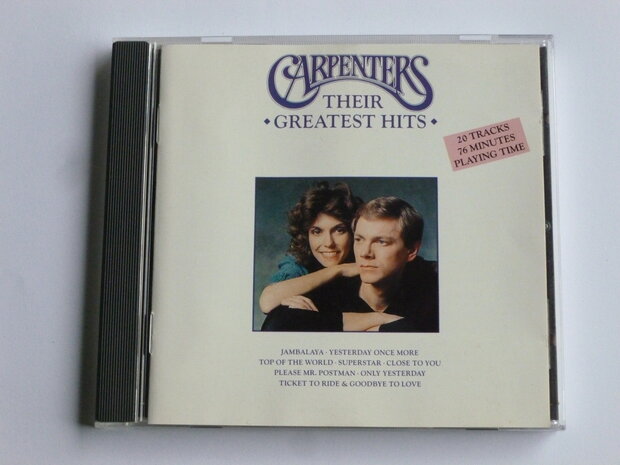 CARPENTERS
THEIR
GREATEST HITS
20 TRACKS
76 MINUTES
PLAYING TIME
JAMBALAYA · YESTERDAY ONCE MORE
TOP OF THE WORLD · SUPERSTAR · CLOSE TO YOU
PLEASE MR. POSTMAN · ONLY YESTERDAY
TICKET TO RIDE & GOODBYE TO LOVE